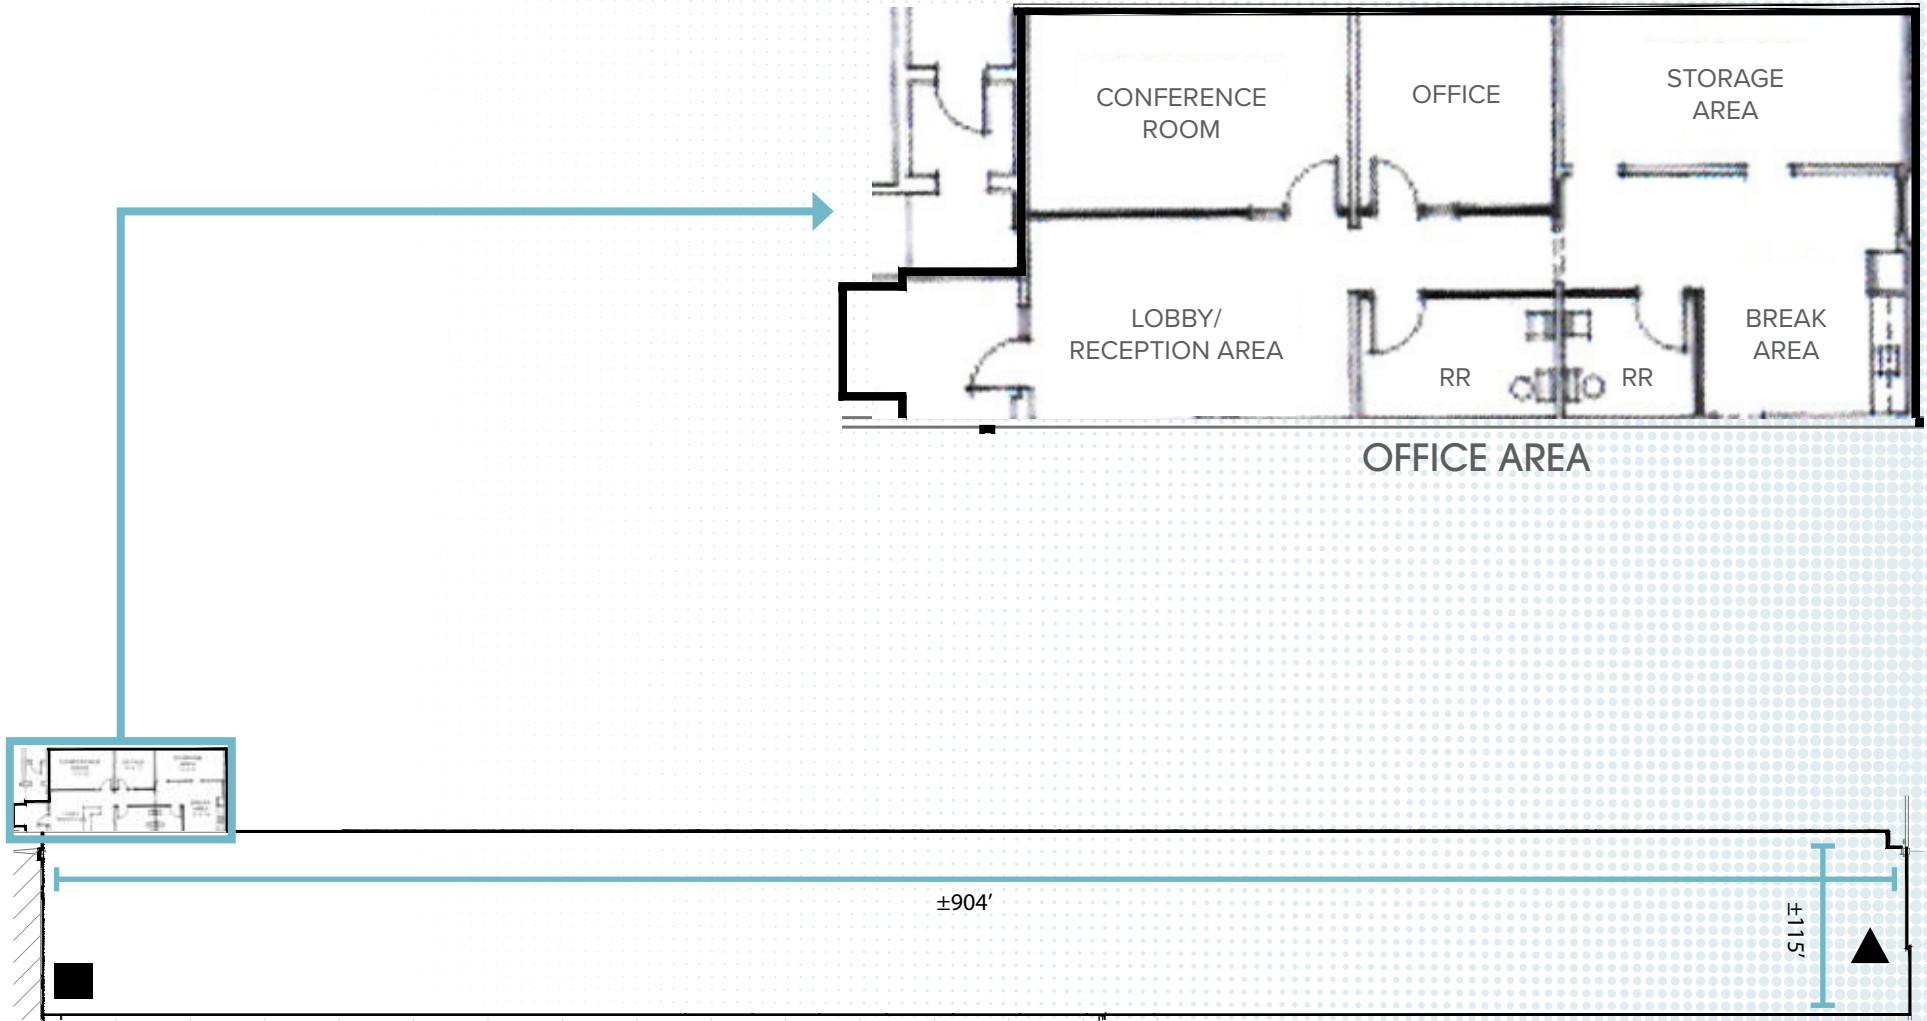 CONFERENCE
ROOM
OFFICE
STORAGE
AREA
LOBBY/
RECEPTION AREA
RR
RR
BREAK
AREA
OFFICE AREA
±904’
±115’